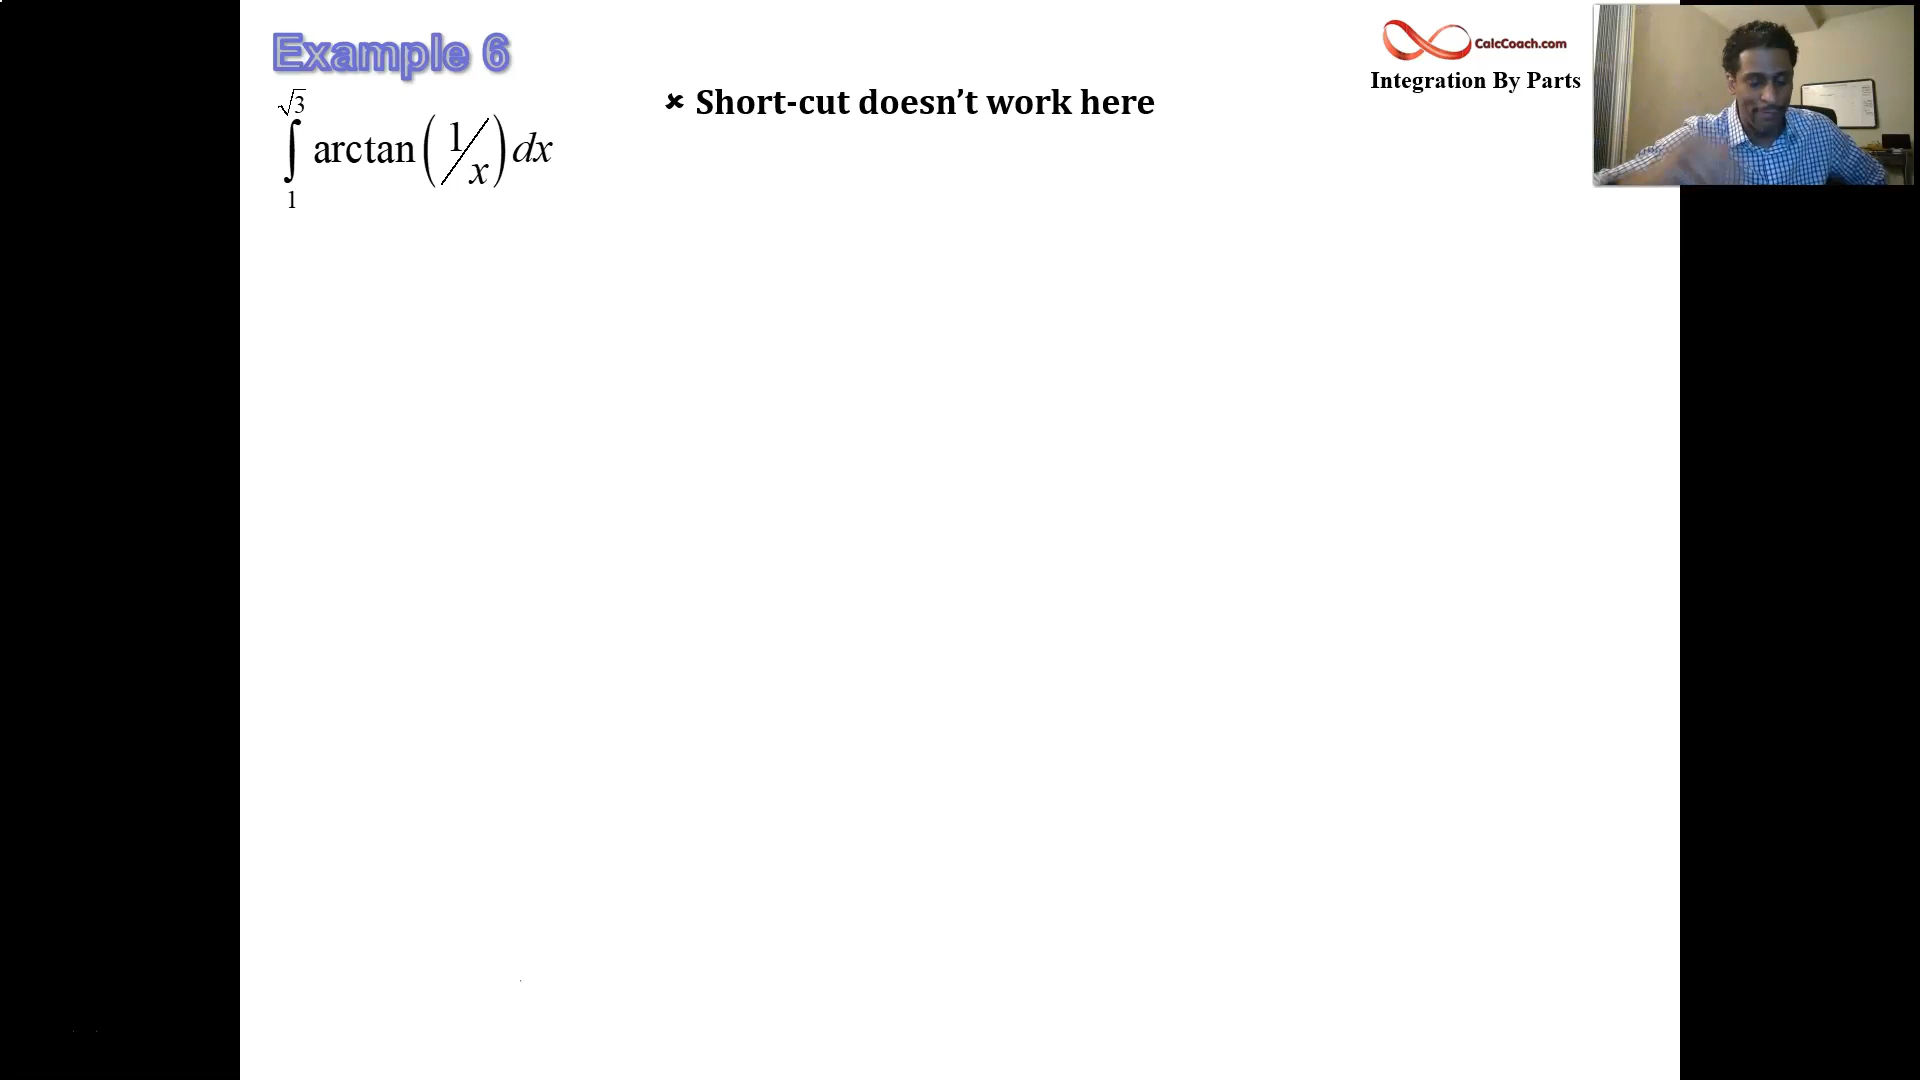 Example 6
√3
∫ arctan(1/x)dx
1
× Short-cut doesn’t work here
CalcCoach.com
Integration By Parts